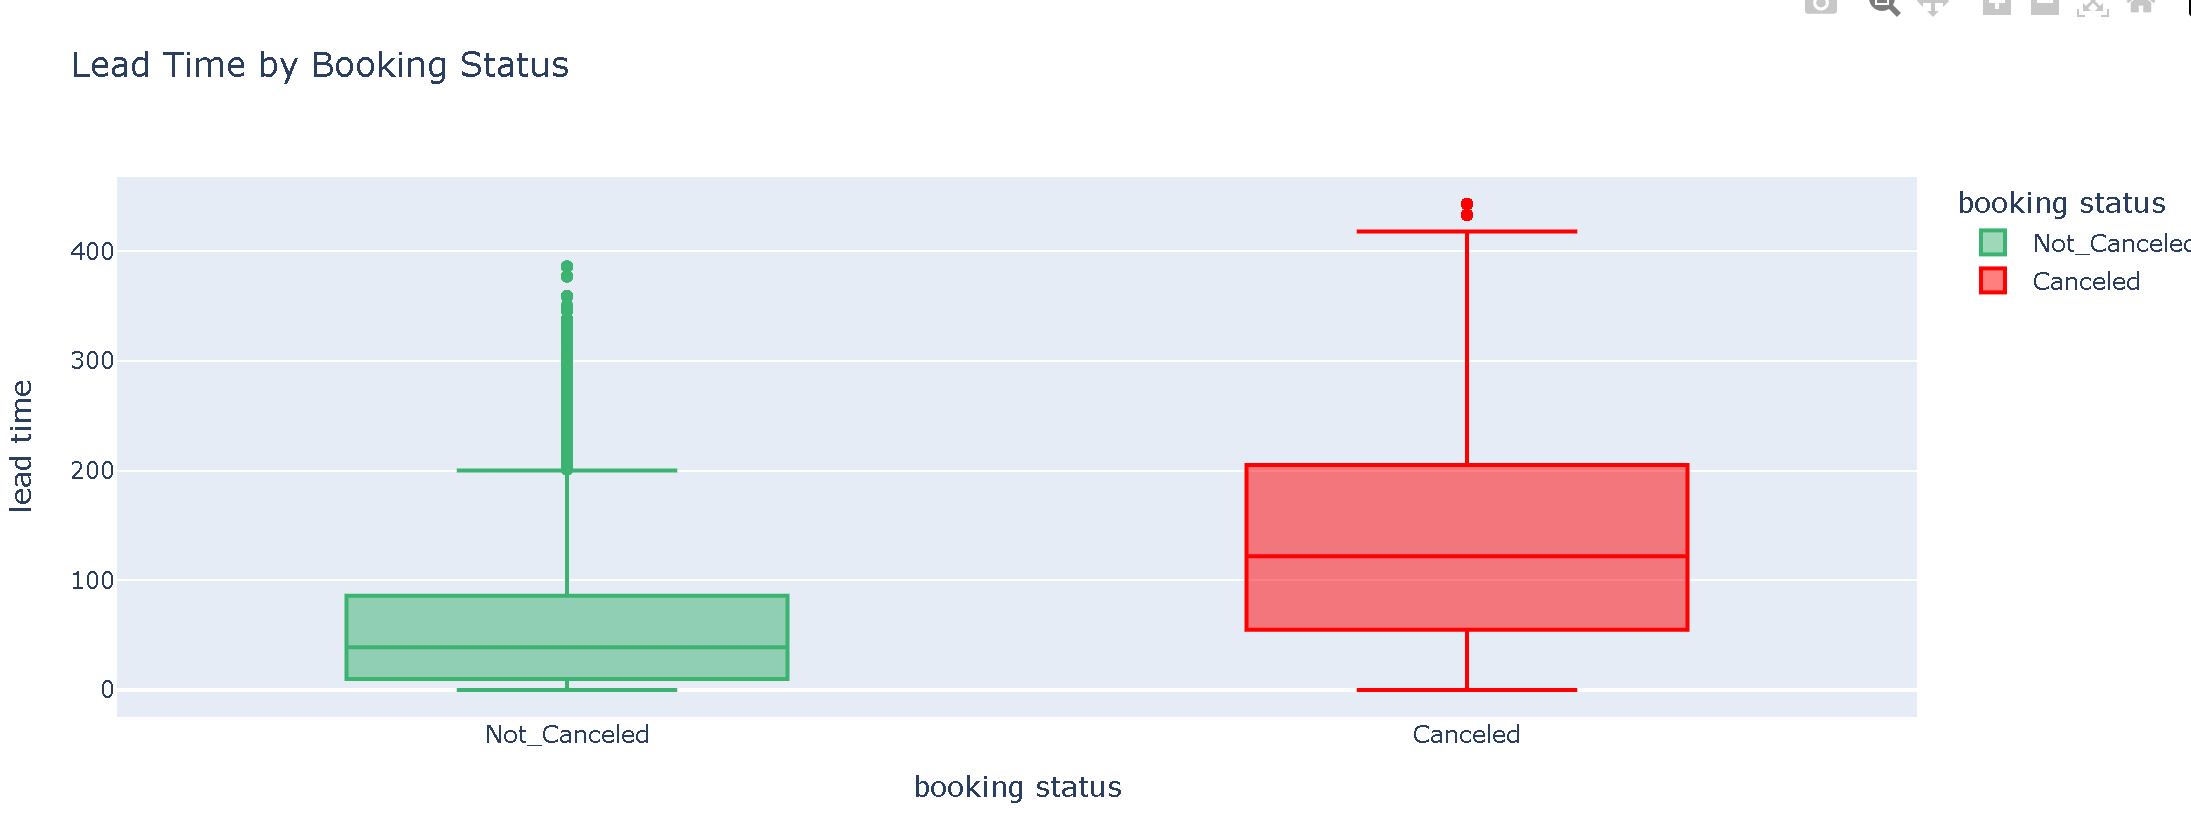 Lead Time by Booking Status
400
300
200
100
0
lead time
Not_Canceled
Canceled
booking status
booking status
Not_Canceled
Canceled